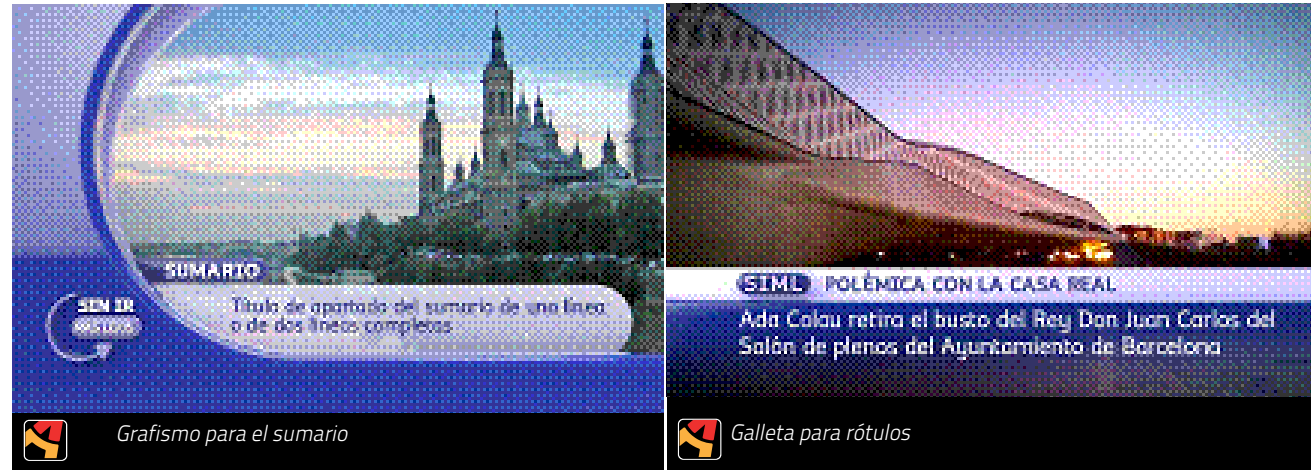 SUMARIO
SIN IR
Título de apartado del sumario de una línea
o de dos líneas completas
Grafismo para el sumario
SIML POLÉMICA CON LA CASA REAL
Ada Colau retira el busto del Rey Don Juan Carlos del
Salón de plenos del Ayuntamiento de Barcelona
Galleta para rótulos